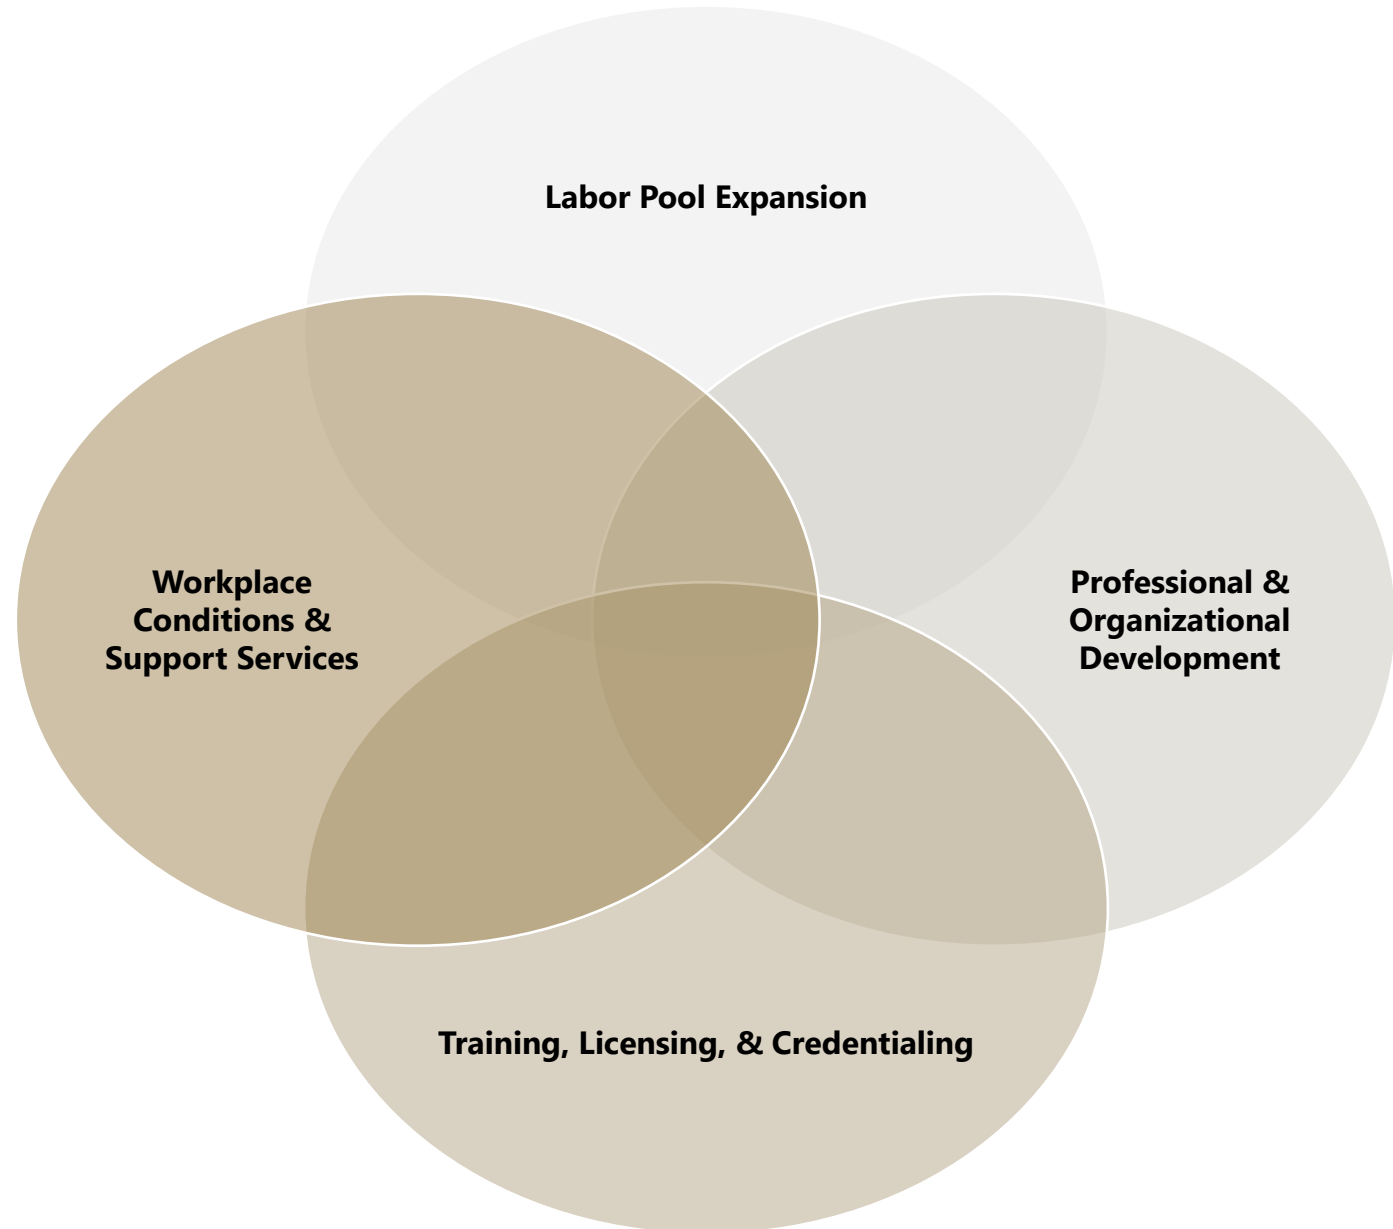 Labor Pool Expansion
Workplace
Conditions &
Support Services
Professional &
Organizational
Development
Training, Licensing, & Credentialing